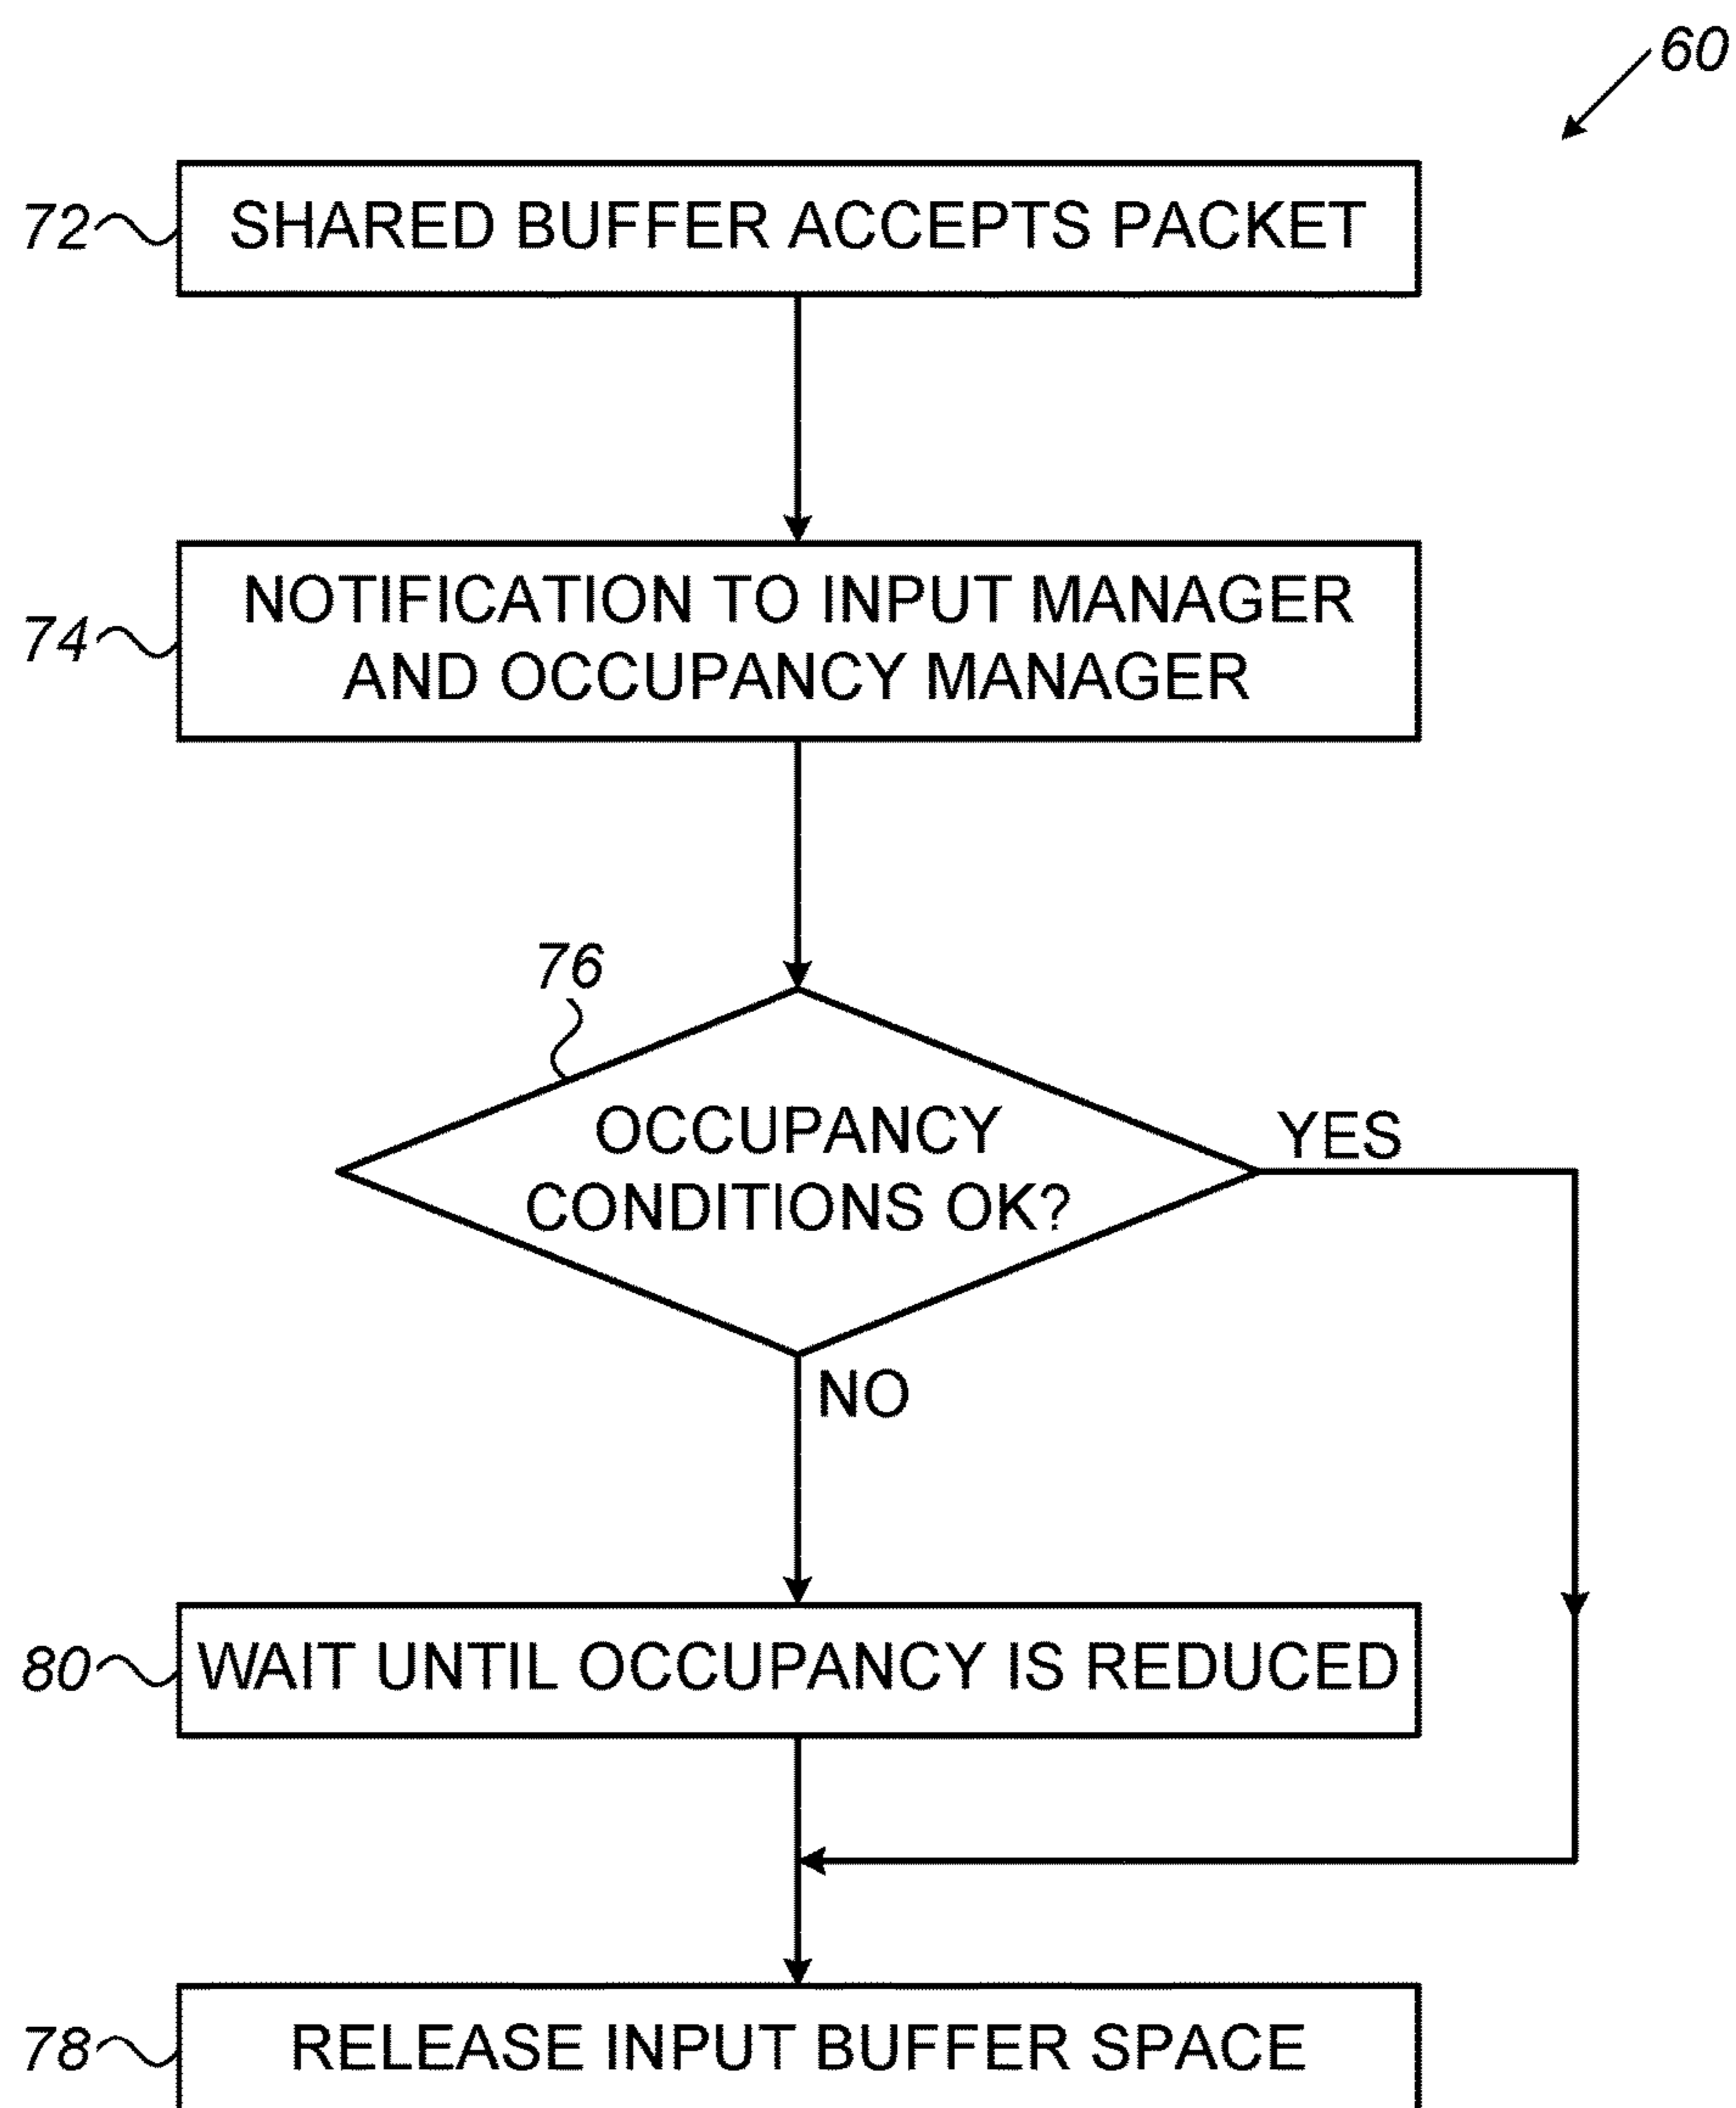 60
72
SHARED BUFFER ACCEPTS PACKET
74
NOTIFICATION TO INPUT MANAGER
AND OCCUPANCY MANAGER
76
OCCUPANCY
CONDITIONS OK?
YES
NO
80
WAIT UNTIL OCCUPANCY IS REDUCED
78
RELEASE INPUT BUFFER SPACE